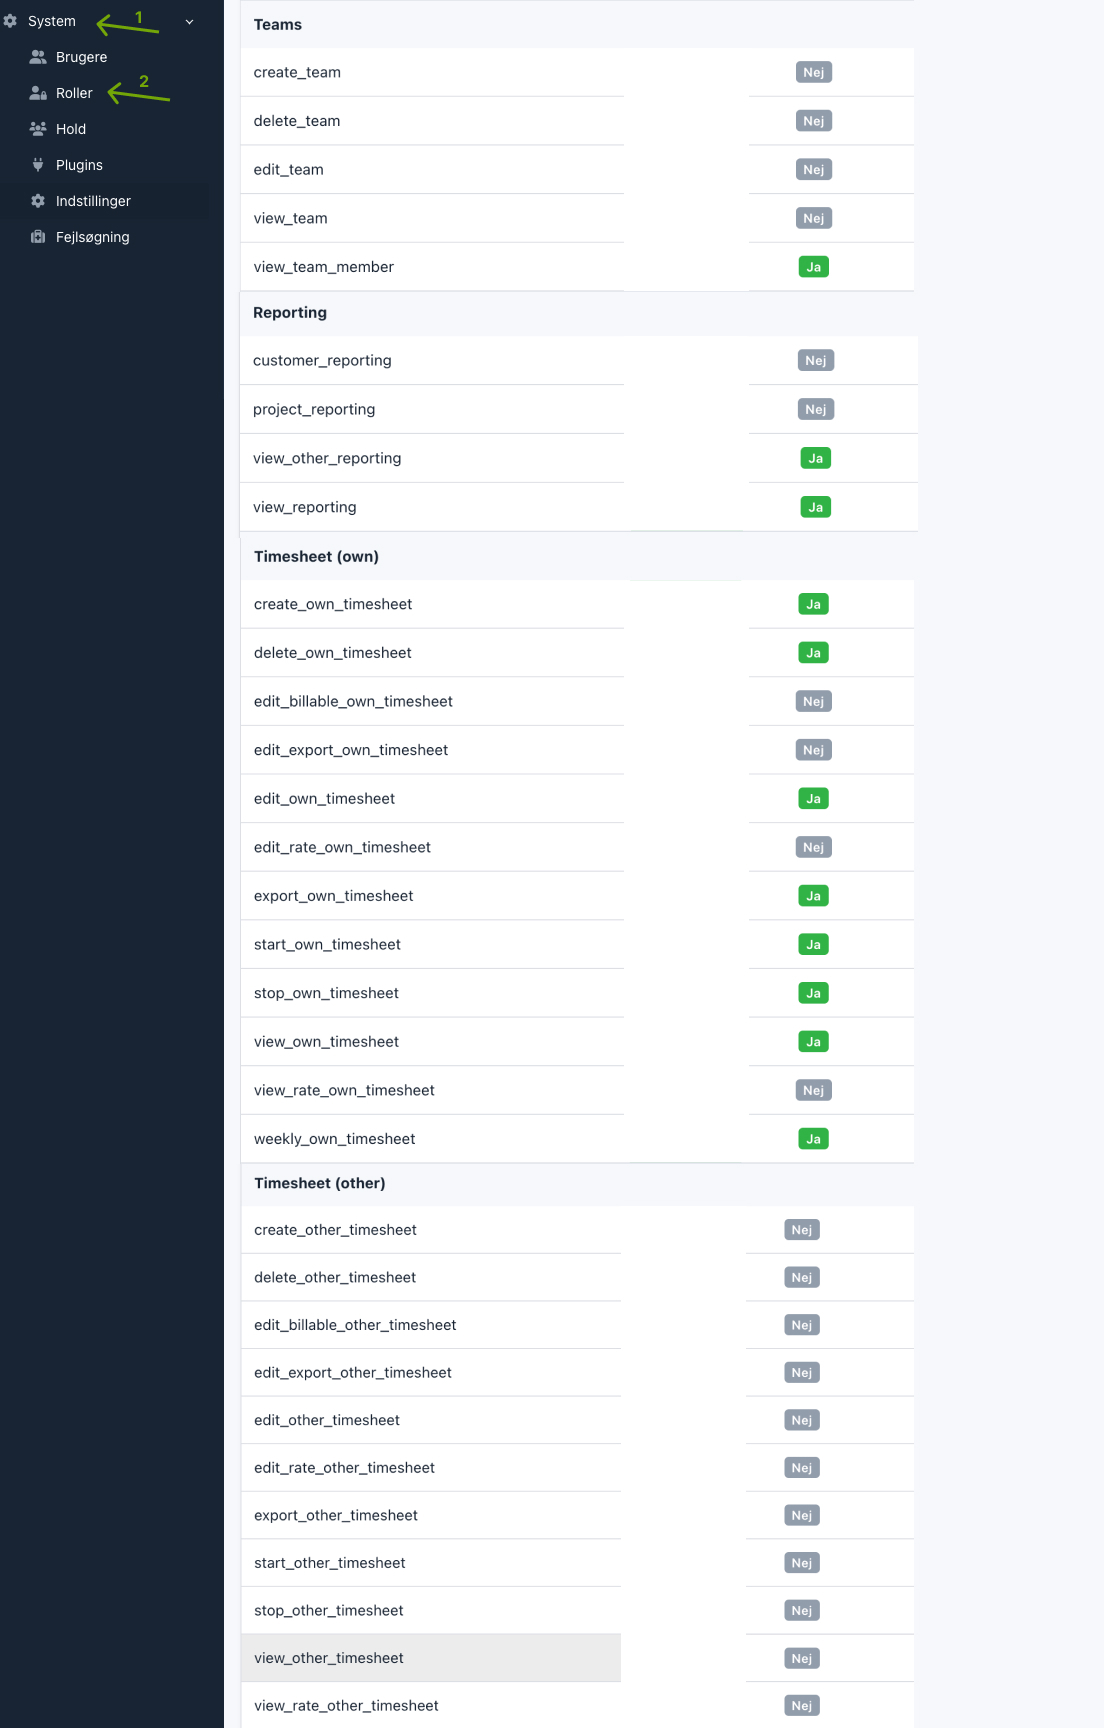 System
1
Brugere
Roller
2
Hold
Plugins
Indstillinger
Fejlsøgning
Teams
create_team Nej
delete_team Nej
edit_team Nej
view_team Nej
view_team_member Ja
Reporting
customer_reporting Nej
project_reporting Nej
view_other_reporting Ja
view_reporting Ja
Timesheet (own)
create_own_timesheet Ja
delete_own_timesheet Ja
edit_billable_own_timesheet Nej
edit_export_own_timesheet Nej
edit_own_timesheet Ja
edit_rate_own_timesheet Nej
export_own_timesheet Ja
start_own_timesheet Ja
stop_own_timesheet Ja
view_own_timesheet Ja
view_rate_own_timesheet Nej
weekly_own_timesheet Ja
Timesheet (other)
create_other_timesheet Nej
delete_other_timesheet Nej
edit_billable_other_timesheet Nej
edit_export_other_timesheet Nej
edit_other_timesheet Nej
edit_rate_other_timesheet Nej
export_other_timesheet Nej
start_other_timesheet Nej
stop_other_timesheet Nej
view_other_timesheet Nej
view_rate_other_timesheet Nej